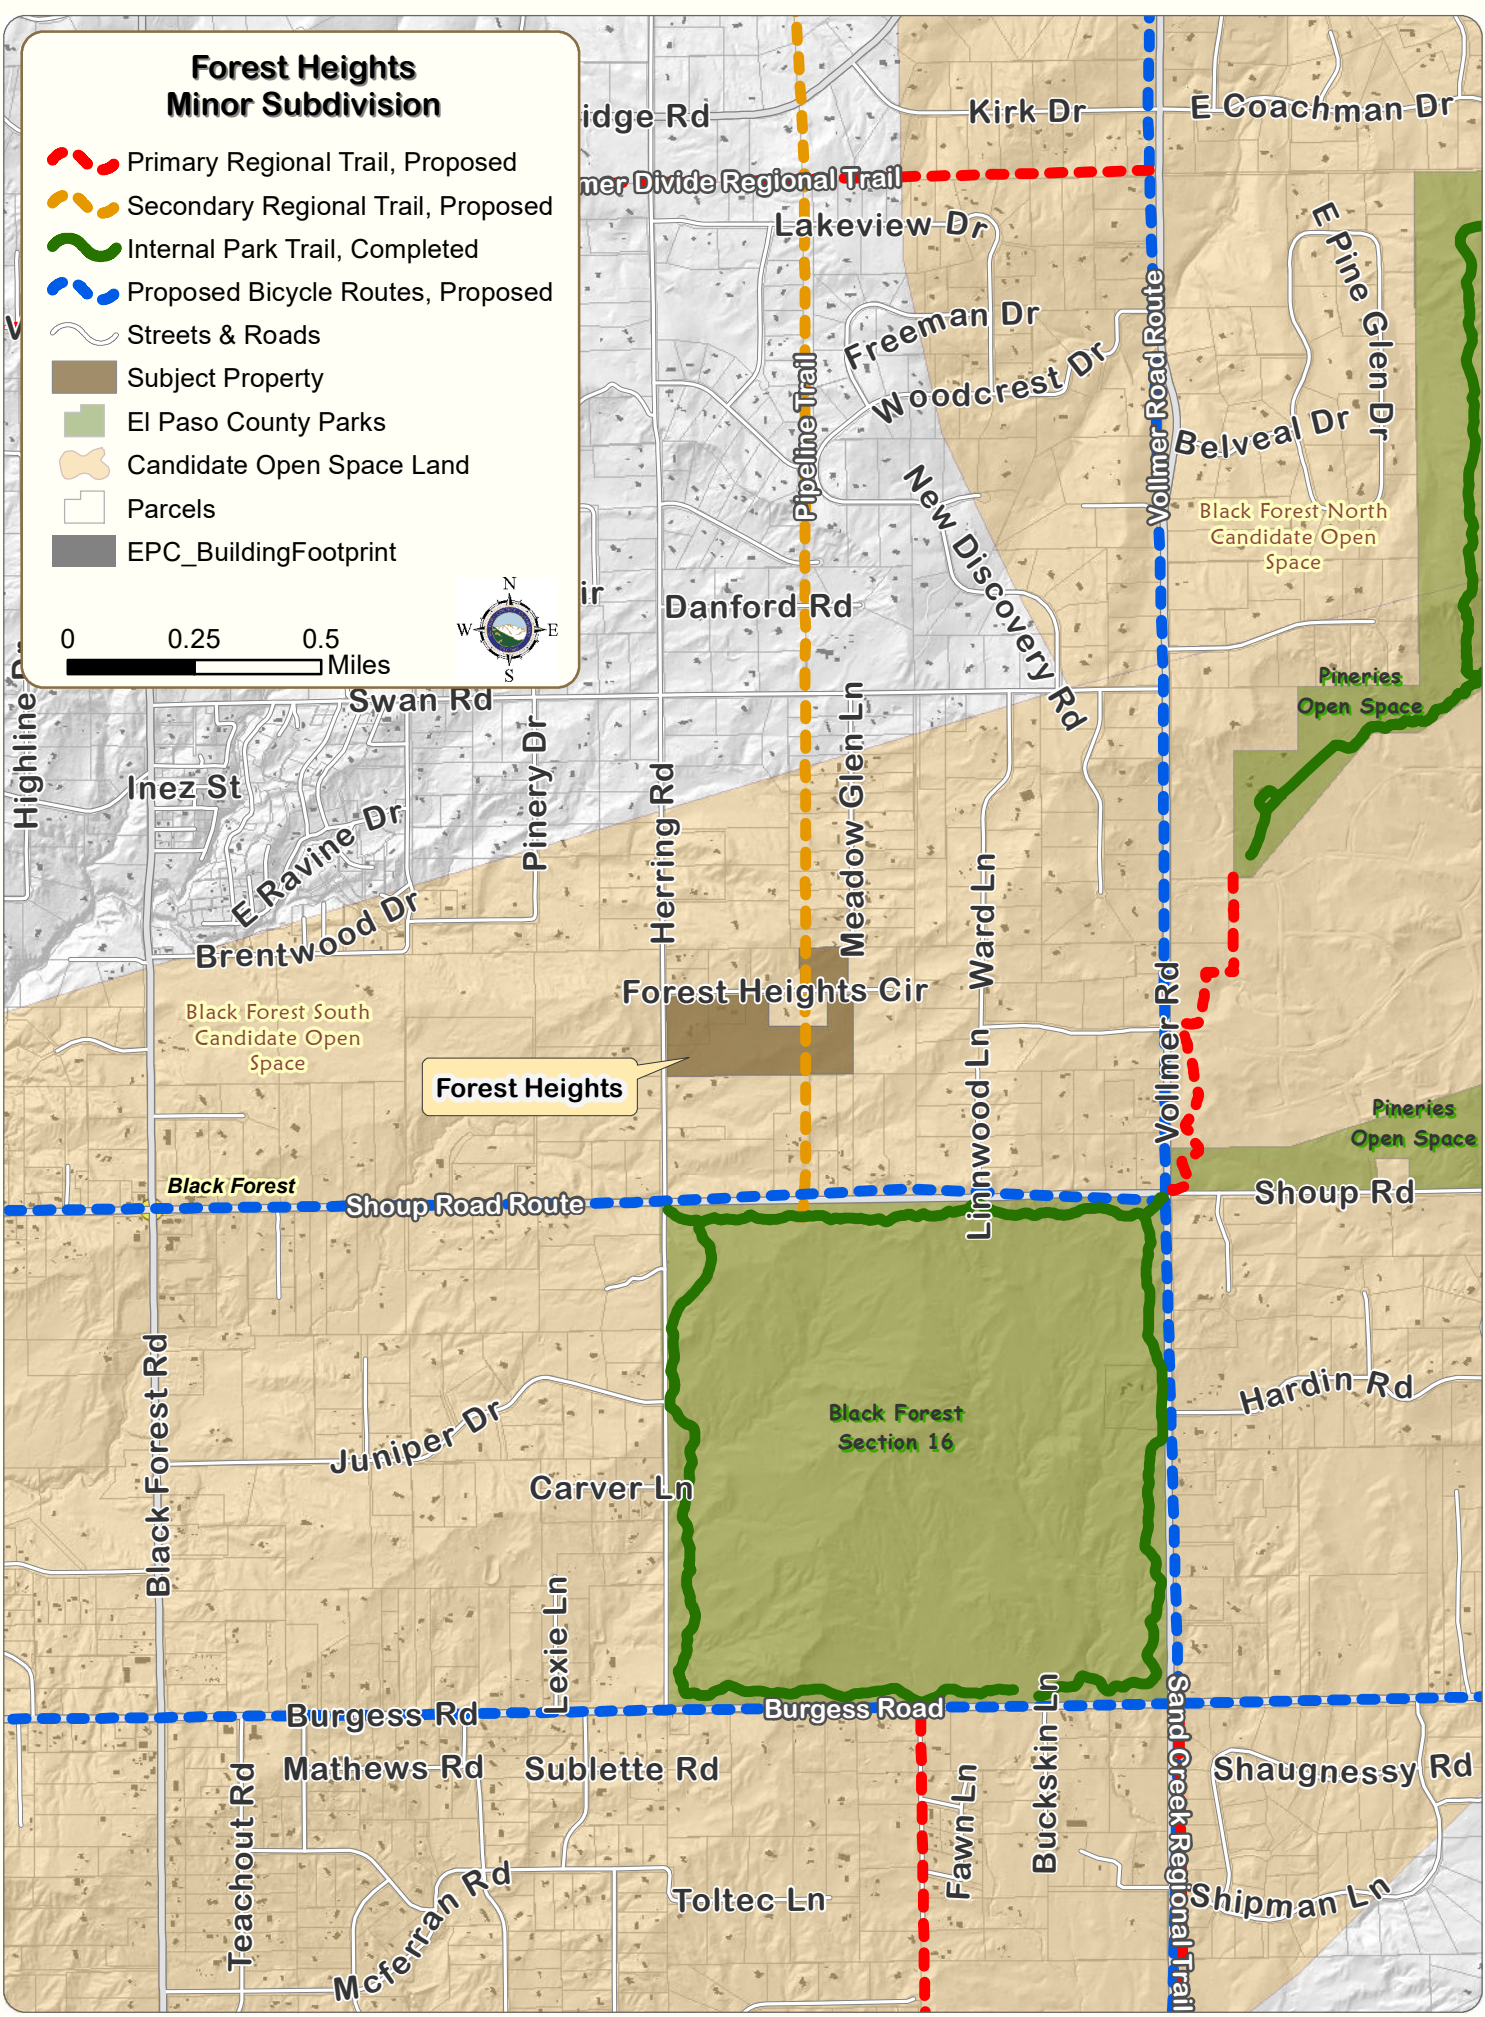 Forest Heights
Minor Subdivision
Primary Regional Trail, Proposed
Secondary Regional Trail, Proposed
Internal Park Trail, Completed
Proposed Bicycle Routes, Proposed
Streets & Roads
Subject Property
El Paso County Parks
Candidate Open Space Land
Parcels
EPC_BuildingFootprint
0 0.25 0.5
Miles
N
W E
S
idge Rd
Kirk Dr
E Coachman Dr
mer Divide Regional Trail
Lakeview Dr
E Pine Glen Dr
Freeman Dr
Woodcrest Dr
Vollmer Road Route
Pipeline Trail
Belveal Dr
New Discovery Rd
Black Forest North
Candidate Open
Space
ir
Danford Rd
Highline Dr
Swan Rd
Pineries
Open Space
Inez St
E Ravine Dr
Pinery Dr
Herring Rd
Meadow Glen Ln
Ward Ln
Brentwood Dr
Vollmer Rd
Forest Heights Cir
Black Forest South
Candidate Open
Space
Forest Heights
Linnwood Ln
Pineries
Open Space
Black Forest
Shoup Road Route
Shoup Rd
Black Forest Rd
Hardin Rd
Juniper Dr
Black Forest
Section 16
Carver Ln
Lexie Ln
Burgess Rd
Burgess Road
Buckskin Ln
Sand Creek Regional Trail
Mathews Rd
Sublette Rd
Shaugnessy Rd
Teachout Rd
Fawn Ln
Mcferran Rd
Toltec Ln
Shipman Ln